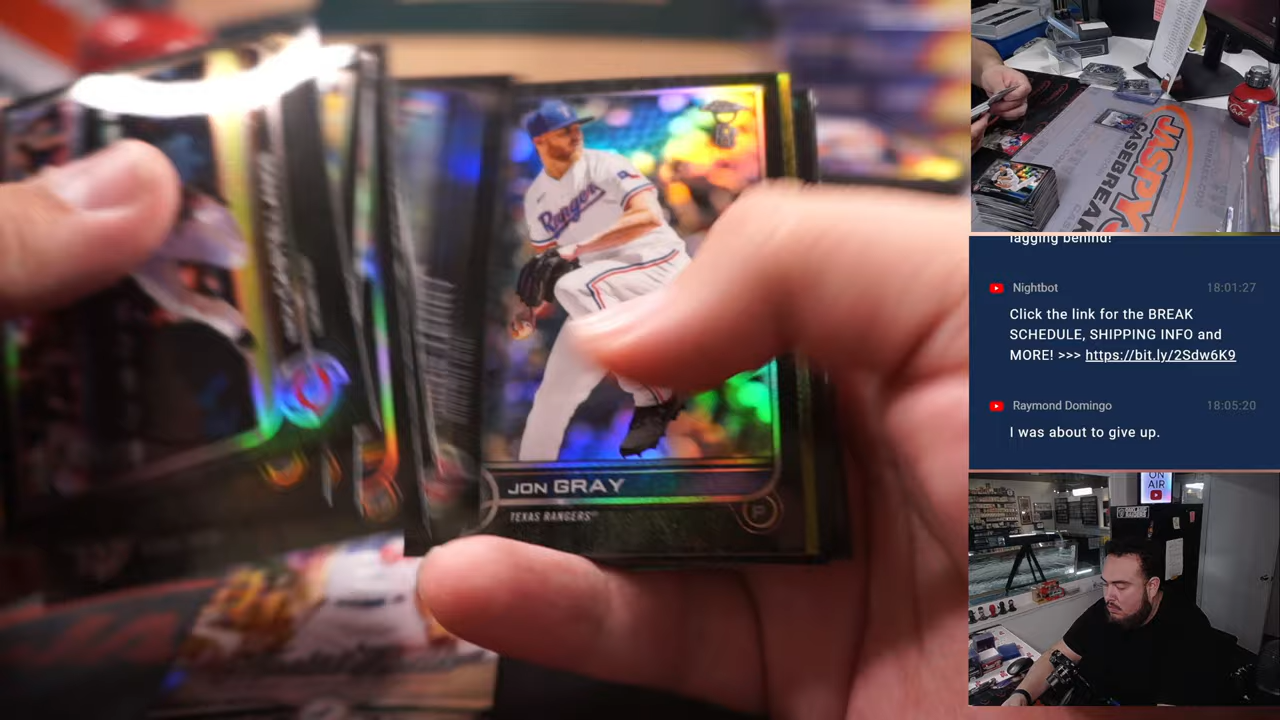 Rangers
JON GRAY
TEXAS RANGERS
P
JASPY
CASEBREAK
lagging behind!
Nightbot 18:01:27
Click the link for the BREAK
SCHEDULE, SHIPPING INFO and
MORE! >>> https://bit.ly/2Sdw6K9
Raymond Domingo 18:05:20
I was about to give up.
ON
AIR